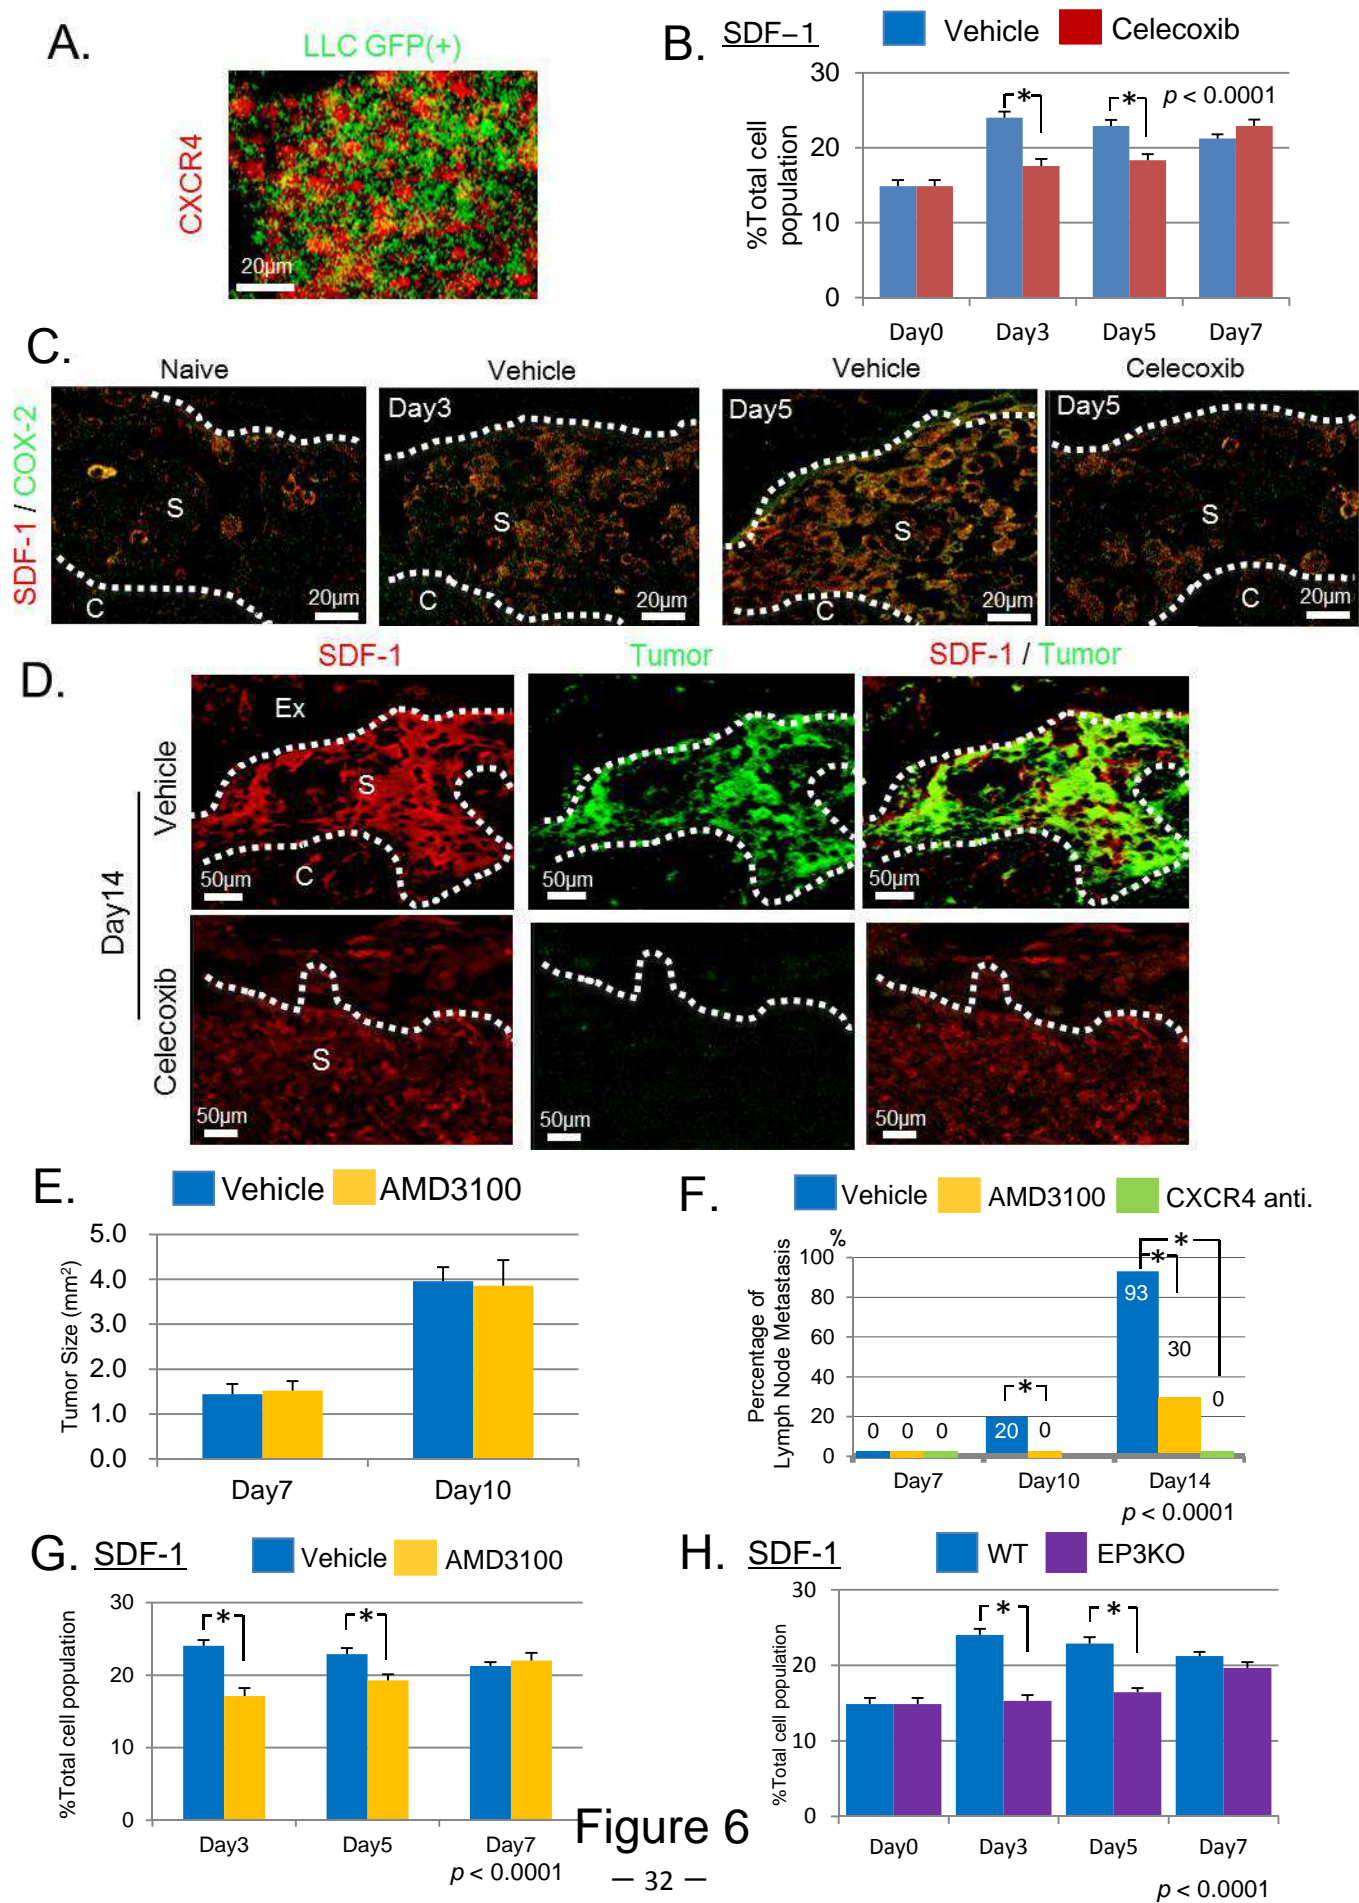 A.
LLC GFP(+)
CXCR4
20μm
B. SDF-1
Vehicle Celecoxib
%Total cell population
30
20
10
0
*
*
p < 0.0001
Day0 Day3 Day5 Day7
C.
SDF-1 / COX-2
Naive Vehicle Vehicle Celecoxib
Day3 Day5 Day5
S S S S
C C C C
20μm 20μm 20μm 20μm
D.
SDF-1 Tumor SDF-1 / Tumor
Day14
Vehicle
Ex
S
C
50μm 50μm 50μm
Celecoxib
S
50μm 50μm 50μm
E.
Vehicle AMD3100
Tumor Size (mm²)
5.0
4.0
3.0
2.0
1.0
0.0
Day7 Day10
F.
Vehicle AMD3100 CXCR4 anti.
Percentage of
Lymph Node Metastasis
%
100
80
60
40
20
0
0 0 0
20 0
*
93
30
0
*
*
Day7 Day10 Day14
p < 0.0001
G. SDF-1
Vehicle AMD3100
%Total cell population
30
20
10
0
*
*
Day3 Day5 Day7
p < 0.0001
H. SDF-1
WT EP3KO
%Total cell population
30
20
10
0
*
*
Day0 Day3 Day5 Day7
p < 0.0001
Figure 6
— 32 —